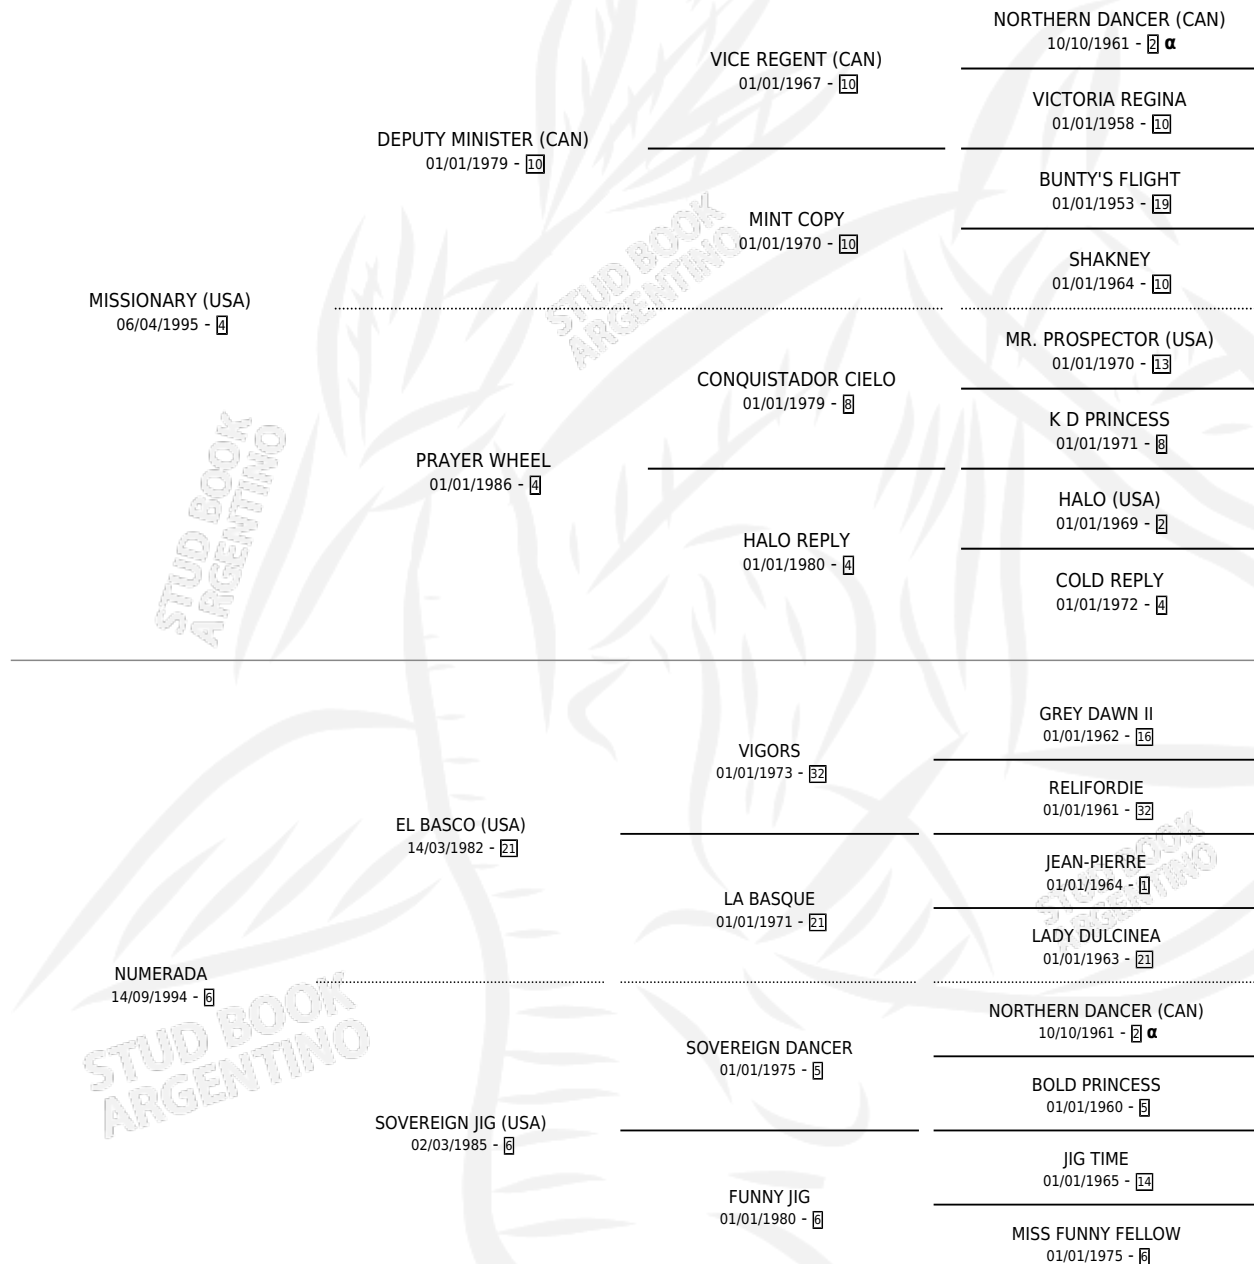 NORTHERN DANCER (CAN)
10/10/1961 - 2 α
VICE REGENT (CAN)
01/01/1967 - 10
VICTORIA REGINA
01/01/1958 - 10
DEPUTY MINISTER (CAN)
01/01/1979 - 10
BUNTY'S FLIGHT
01/01/1953 - 19
MINT COPY
01/01/1970 - 10
SHAKNEY
01/01/1964 - 10
MISSIONARY (USA)
06/04/1995 - 4
STUD BOOK
ARGENTINO
MR. PROSPECTOR (USA)
01/01/1970 - 13
CONQUISTADOR CIELO
01/01/1979 - 8
K D PRINCESS
01/01/1971 - 8
PRAYER WHEEL
01/01/1986 - 4
HALO (USA)
01/01/1969 - 2
HALO REPLY
01/01/1980 - 4
COLD REPLY
01/01/1972 - 4
STUD BOOK
ARGENTINO
GREY DAWN II
01/01/1962 - 16
VIGORS
01/01/1973 - 32
RELIFORDIE
01/01/1961 - 32
EL BASCO (USA)
14/03/1982 - 21
JEAN-PIERRE
01/01/1964 - 1
STUD BOOK
ARGENTINO
LA BASQUE
01/01/1971 - 21
LADY DULCINEA
01/01/1963 - 21
NUMERADA
14/09/1994 - 6
STUD BOOK
ARGENTINO
NORTHERN DANCER (CAN)
10/10/1961 - 2 α
SOVEREIGN DANCER
01/01/1975 - 5
BOLD PRINCESS
01/01/1960 - 5
SOVEREIGN JIG (USA)
02/03/1985 - 6
JIG TIME
01/01/1965 - 14
FUNNY JIG
01/01/1980 - 6
MISS FUNNY FELLOW
01/01/1975 - 6